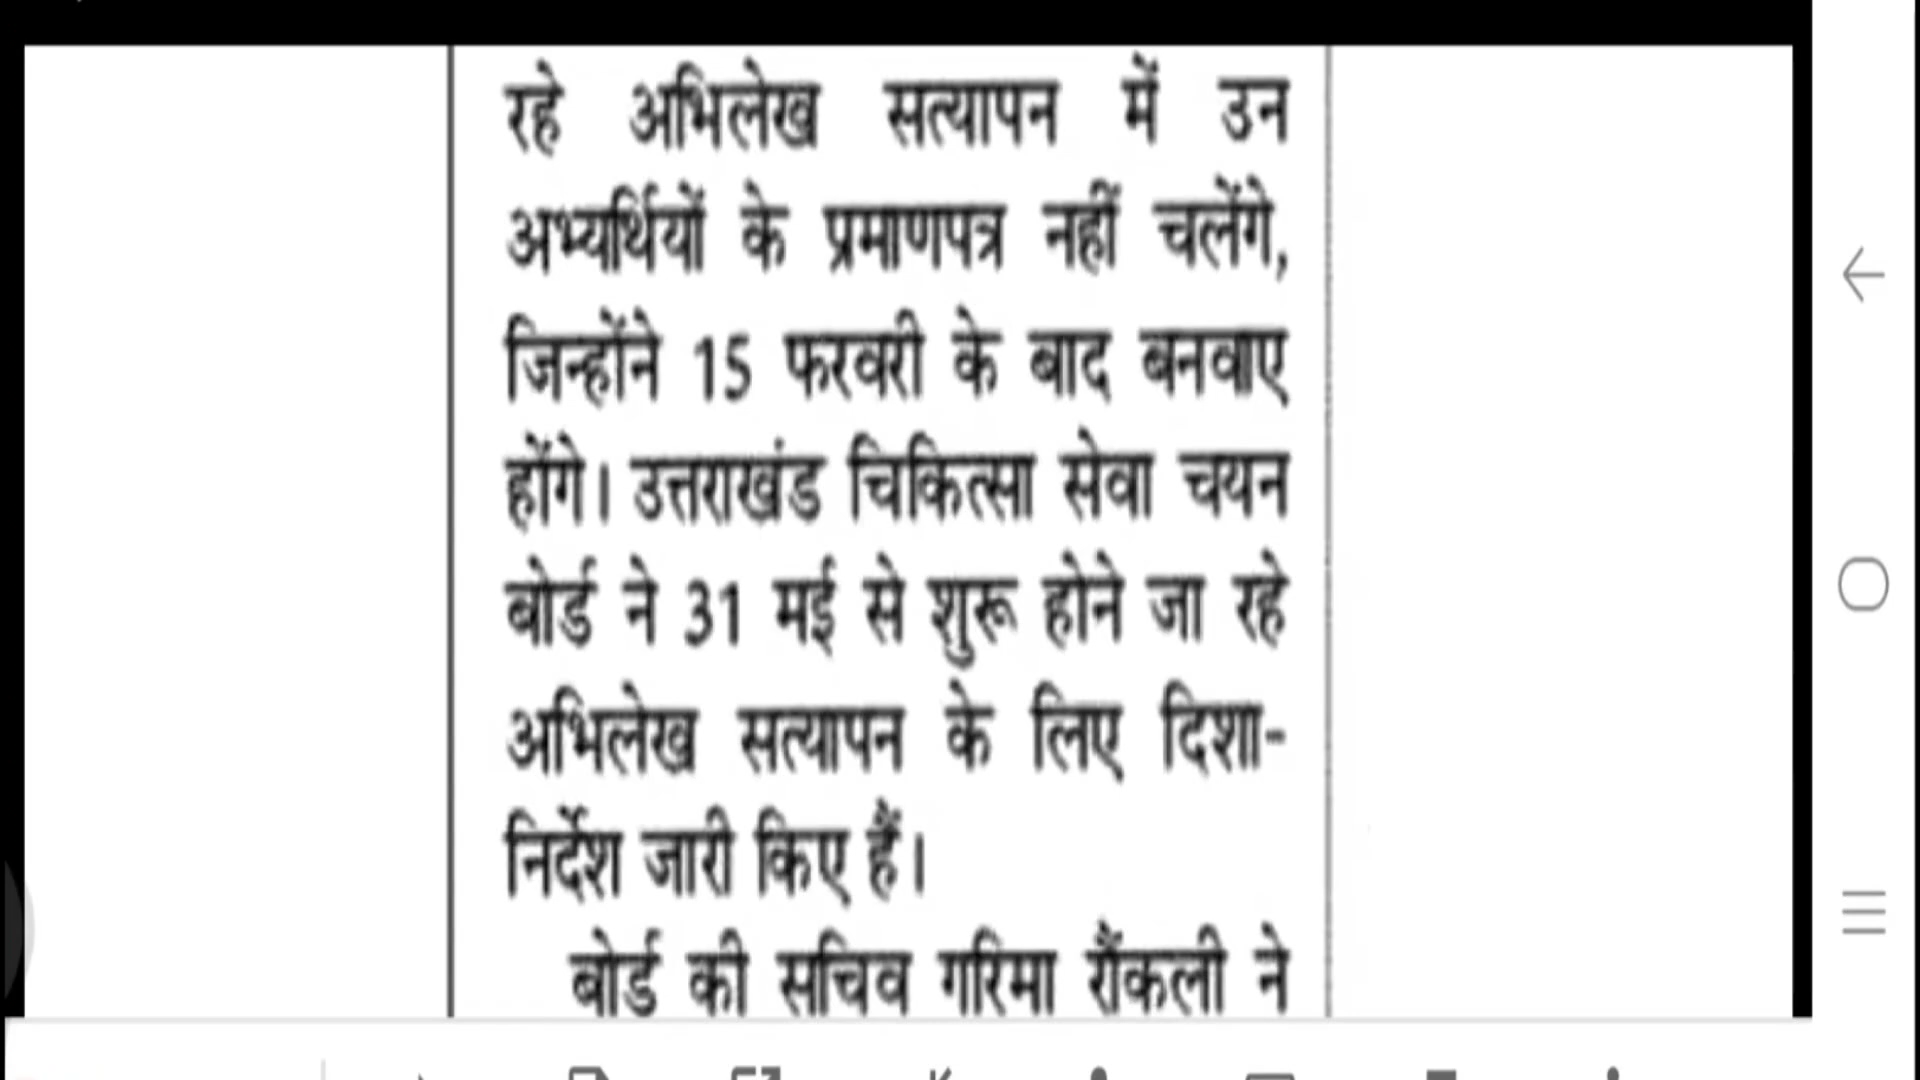 रहे अभिलेख सत्यापन में उन
अभ्यर्थियों के प्रमाणपत्र नहीं चलेंगे,
जिन्होंने 15 फरवरी के बाद बनवाए
होंगे। उत्तराखंड चिकित्सा सेवा चयन
बोर्ड ने 31 मई से शुरू होने जा रहे
अभिलेख सत्यापन के लिए दिशा-
निर्देश जारी किए हैं।
बोर्ड की सचिव गरिमा रौंकली ने